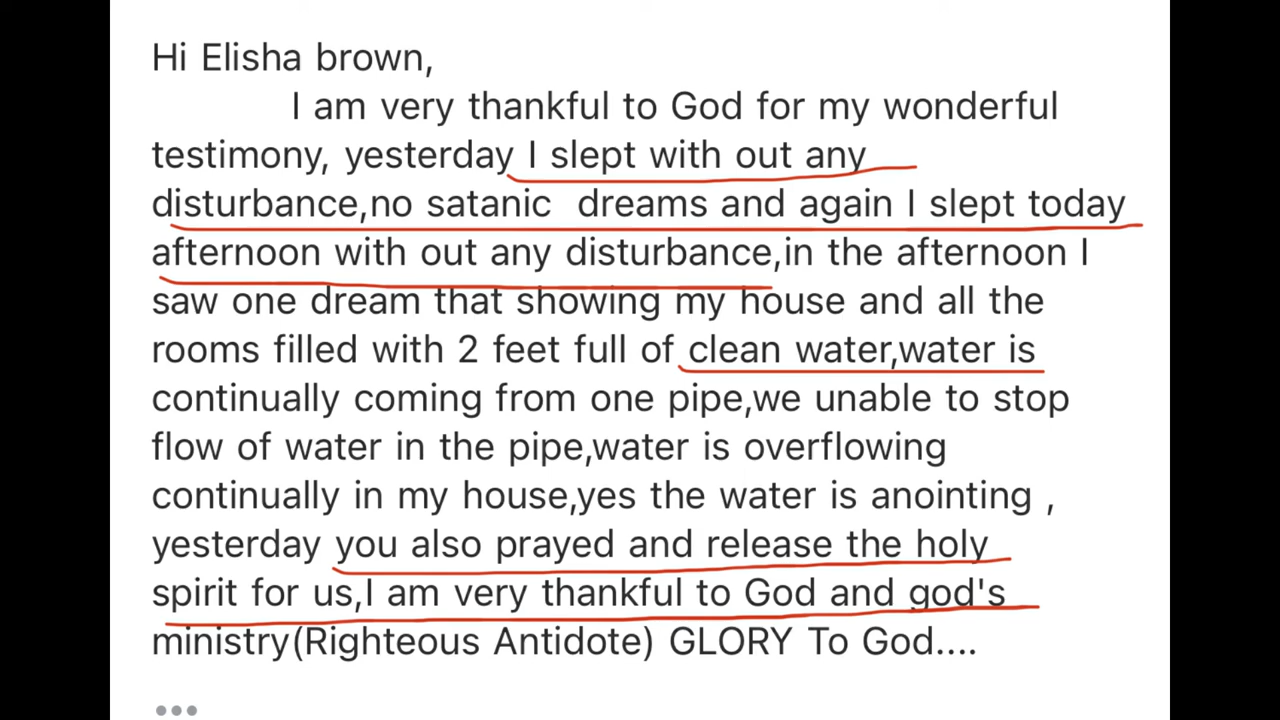 Hi Elisha brown,
I am very thankful to God for my wonderful
testimony, yesterday I slept with out any
disturbance,no satanic  dreams and again I slept today
afternoon with out any disturbance,in the afternoon I
saw one dream that showing my house and all the
rooms filled with 2 feet full of clean water,water is
continually coming from one pipe,we unable to stop
flow of water in the pipe,water is overflowing
continually in my house,yes the water is anointing ,
yesterday you also prayed and release the holy
spirit for us,I am very thankful to God and god's
ministry(Righteous Antidote) GLORY To God....